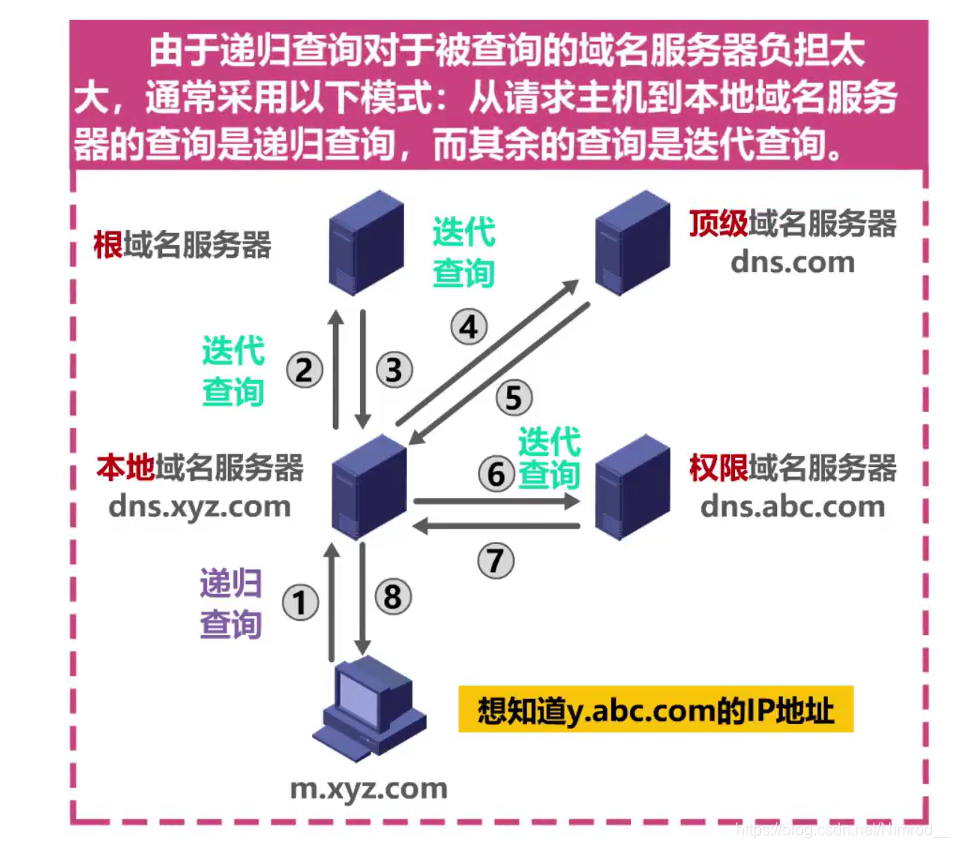 由于递归查询对于被查询的域名服务器负担太
大，通常采用以下模式：从请求主机到本地域名服务
器的查询是递归查询，而其余的查询是迭代查询。
根域名服务器
迭代
查询
顶级域名服务器
dns.com
迭代
查询
②
③
④
⑤
本地域名服务器
dns.xyz.com
迭代
查询
⑥
权限域名服务器
dns.abc.com
⑦
递归
查询
①
⑧
想知道y.abc.com的IP地址
m.xyz.com
https://blog.csdn.net/Nimrod__